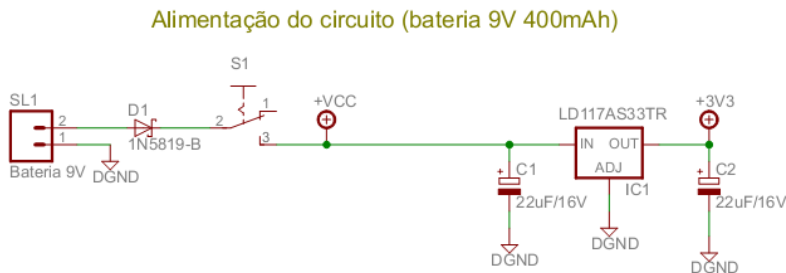 Alimentação do circuito (bateria 9V 400mAh)
S1
SL1
D1
+VCC
LD117AS33TR
+3V3
2
2
1
1
3
1N5819-B
IN
OUT
ADJ
Bateria 9V
DGND
C1
IC1
C2
22uF/16V
22uF/16V
DGND
DGND
DGND